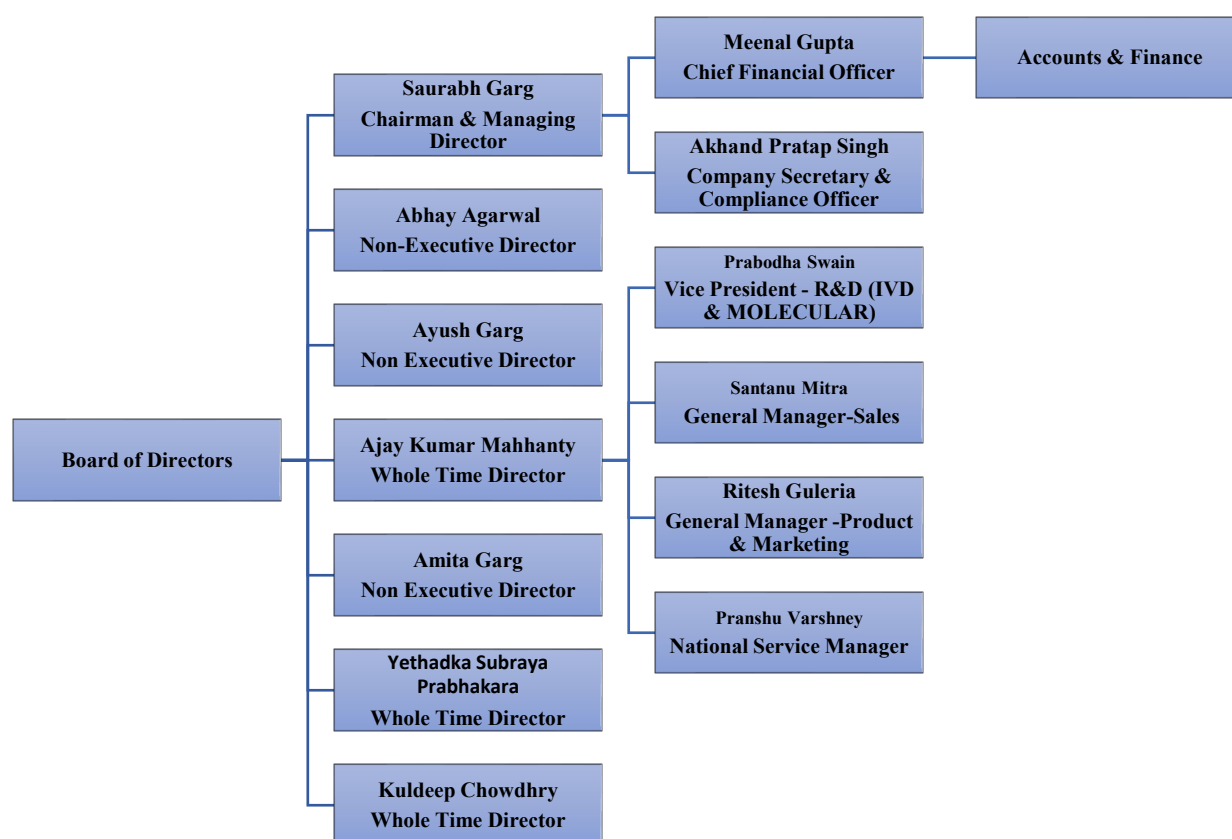 Board of Directors
Saurabh Garg
Chairman & Managing
Director
Meenal Gupta
Chief Financial Officer
Accounts & Finance
Akhand Pratap Singh
Company Secretary &
Compliance Officer
Abhay Agarwal
Non-Executive Director
Ayush Garg
Non Executive Director
Ajay Kumar Mahhanty
Whole Time Director
Prabodha Swain
Vice President - R&D (IVD
& MOLECULAR)
Santanu Mitra
General Manager-Sales
Ritesh Guleria
General Manager -Product
& Marketing
Pranshu Varshney
National Service Manager
Amita Garg
Non Executive Director
Yethadka Subraya
Prabhakara
Whole Time Director
Kuldeep Chowdhry
Whole Time Director